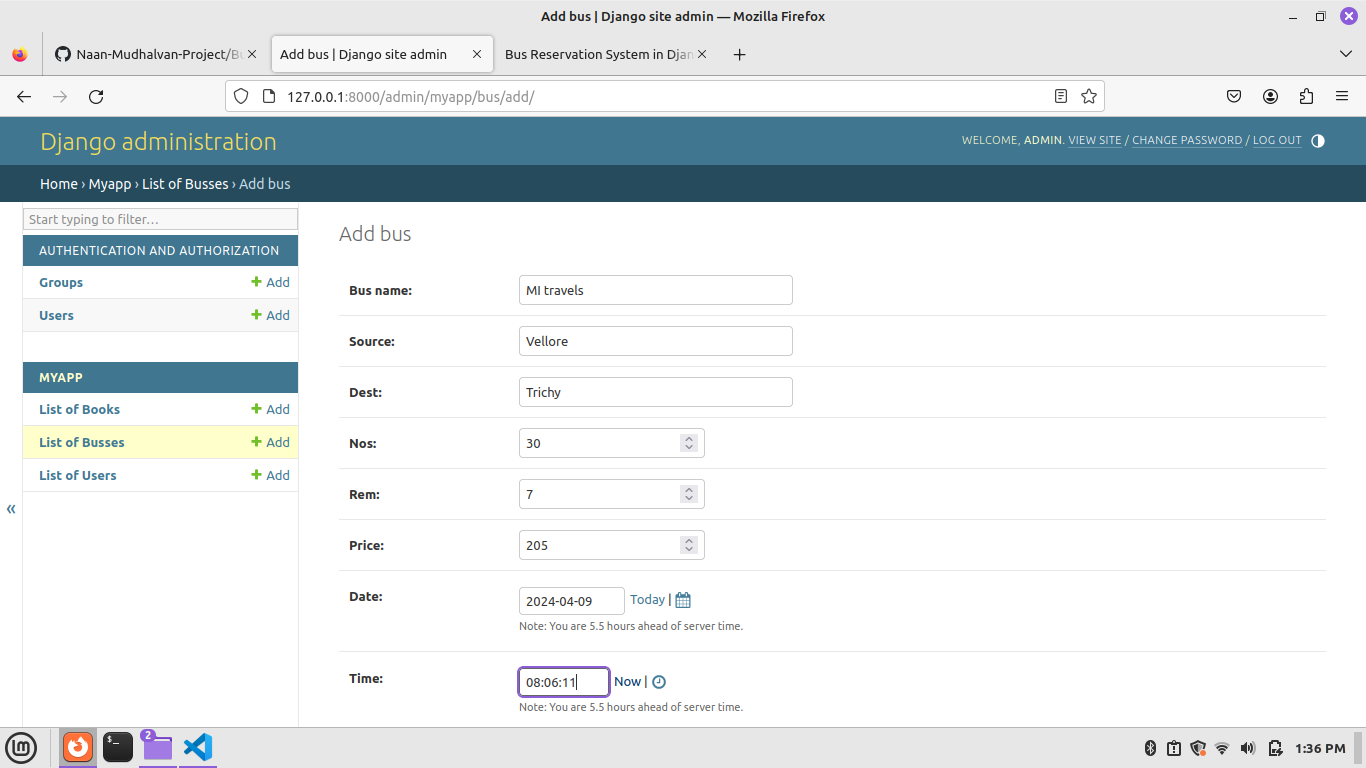 Add bus | Django site admin — Mozilla Firefox
Naan-Mudhalvan-Project/B
Add bus | Django site admin
Bus Reservation System in Djan
127.0.0.1:8000/admin/myapp/bus/add/
Django administration
WELCOME, ADMIN. VIEW SITE / CHANGE PASSWORD / LOG OUT
Home › Myapp › List of Busses › Add bus
Start typing to filter…
AUTHENTICATION AND AUTHORIZATION
Groups + Add
Users + Add
MYAPP
List of Books + Add
List of Busses + Add
List of Users + Add
«
Add bus
Bus name: MI travels
Source: Vellore
Dest: Trichy
Nos: 30
Rem: 7
Price: 205
Date: 2024-04-09 Today |
Note: You are 5.5 hours ahead of server time.
Time: 08:06:11 Now |
Note: You are 5.5 hours ahead of server time.
2
1:36 PM